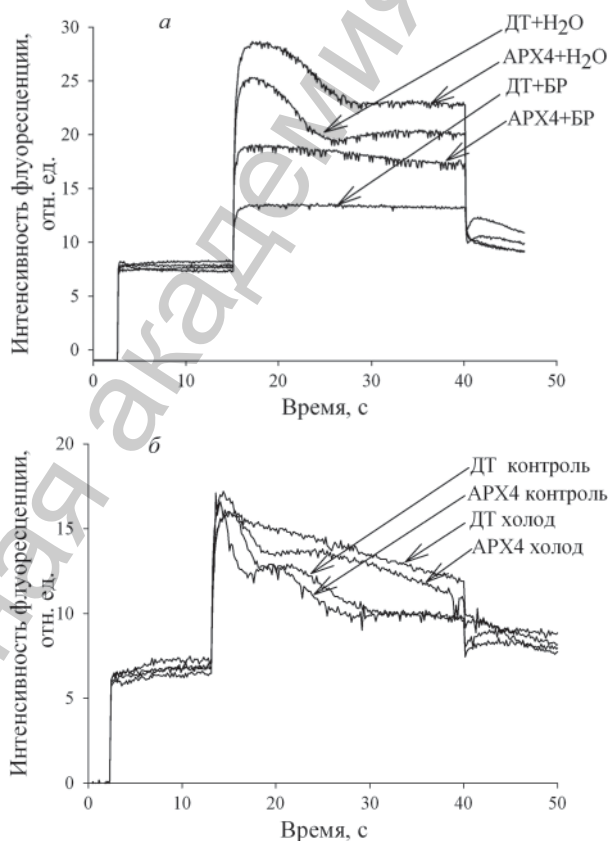 а
Интенсивность флуоресценции,
отн. ед.
30
25
20
15
10
5
0
ДТ+H₂O
АРХ4+H₂O
ДТ+БР
АРХ4+БР
0 10 20 30 40 50
Время, с
б
Интенсивность флуоресценции,
отн. ед.
20
15
10
5
0
ДТ контроль
АРХ4 контроль
ДТ холод
АРХ4 холод
0 10 20 30 40 50
Время, с
ная академия